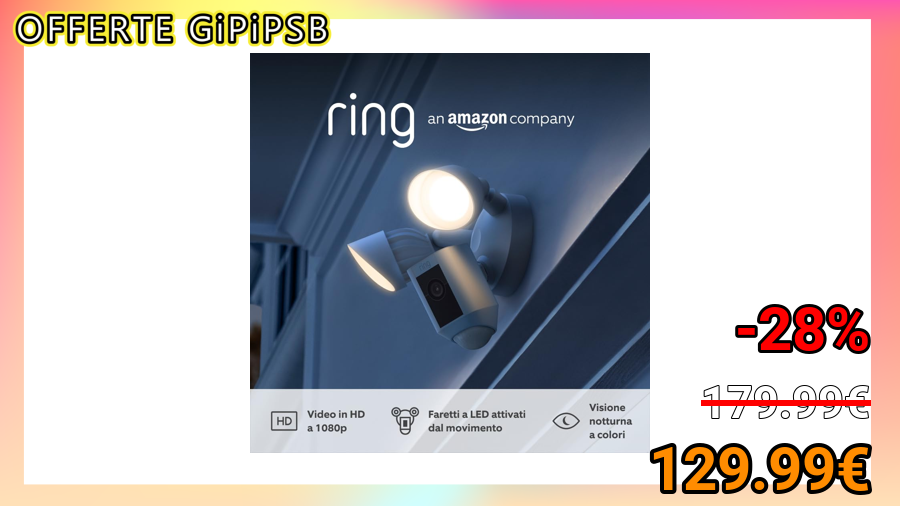 OFFERTE GiPiPSB
ring an amazon company
HD
Video in HD
a 1080p
Faretti a LED attivati
dal movimento
Visione
notturna
a colori
-28%
179.99€
129.99€